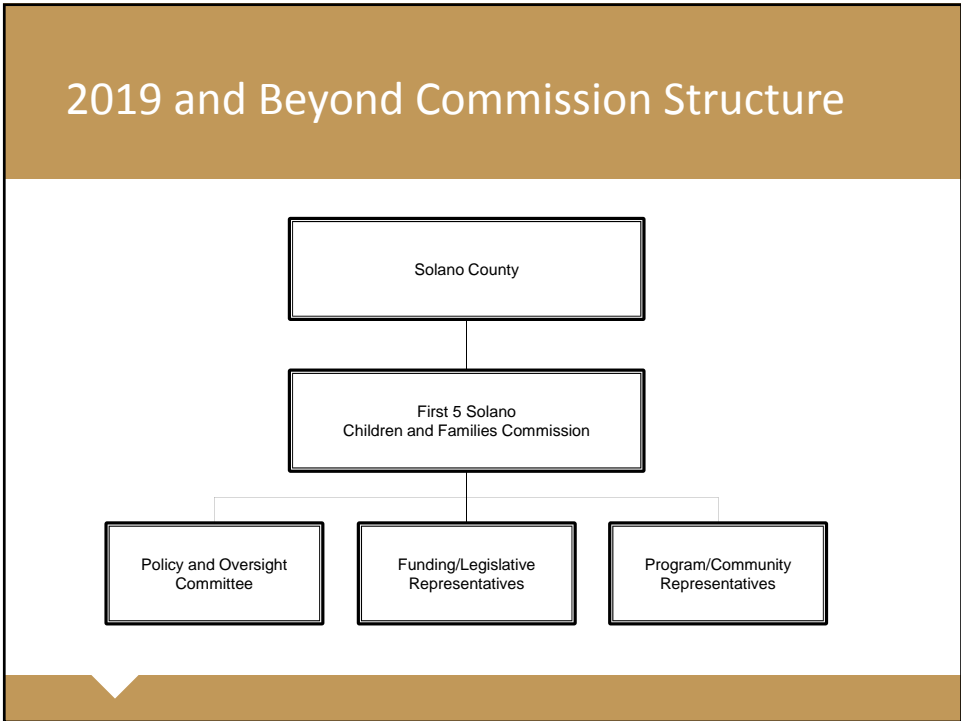 2019 and Beyond Commission Structure
Solano County
First 5 Solano
Children and Families Commission
Policy and Oversight
Committee
Funding/Legislative
Representatives
Program/Community
Representatives